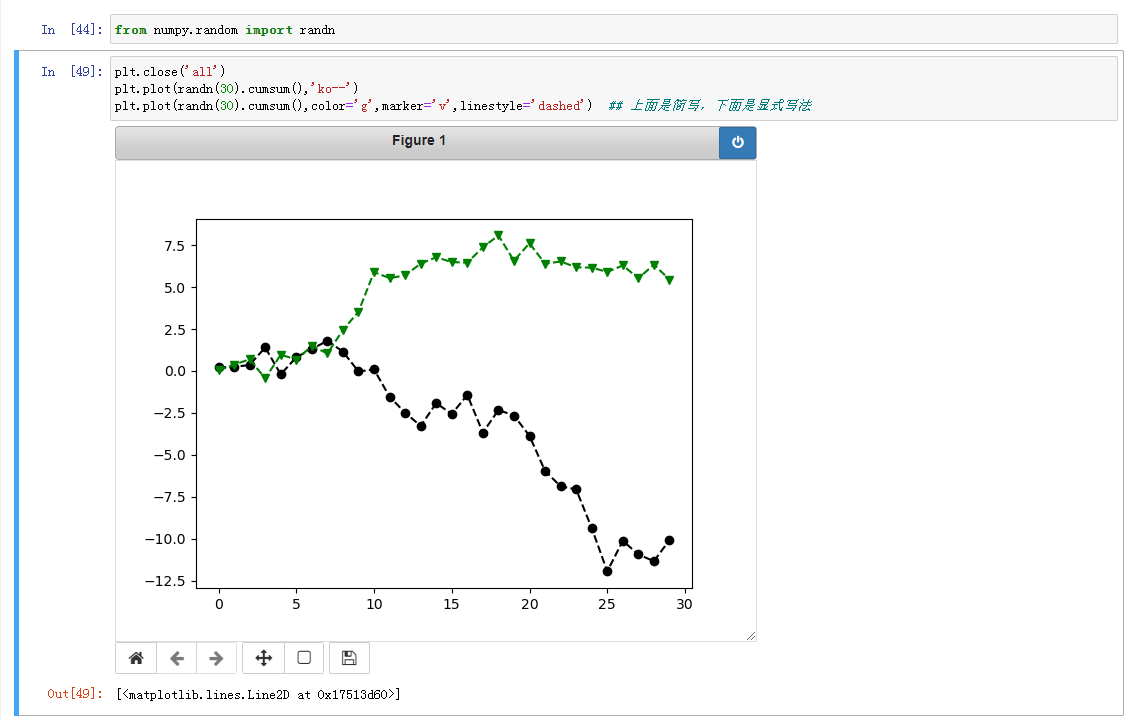 In [44]: from numpy.random import randn
In [49]: plt.close('all')
plt.plot(randn(30).cumsum(),'ko--')
plt.plot(randn(30).cumsum(),color='g',marker='v',linestyle='dashed')  ## 上面是简写，下面是显式写法
Figure 1
7.5
5.0
2.5
0.0
−2.5
−5.0
−7.5
−10.0
−12.5
0 5 10 15 20 25 30
Out[49]: [<matplotlib.lines.Line2D at 0x17513d60>]